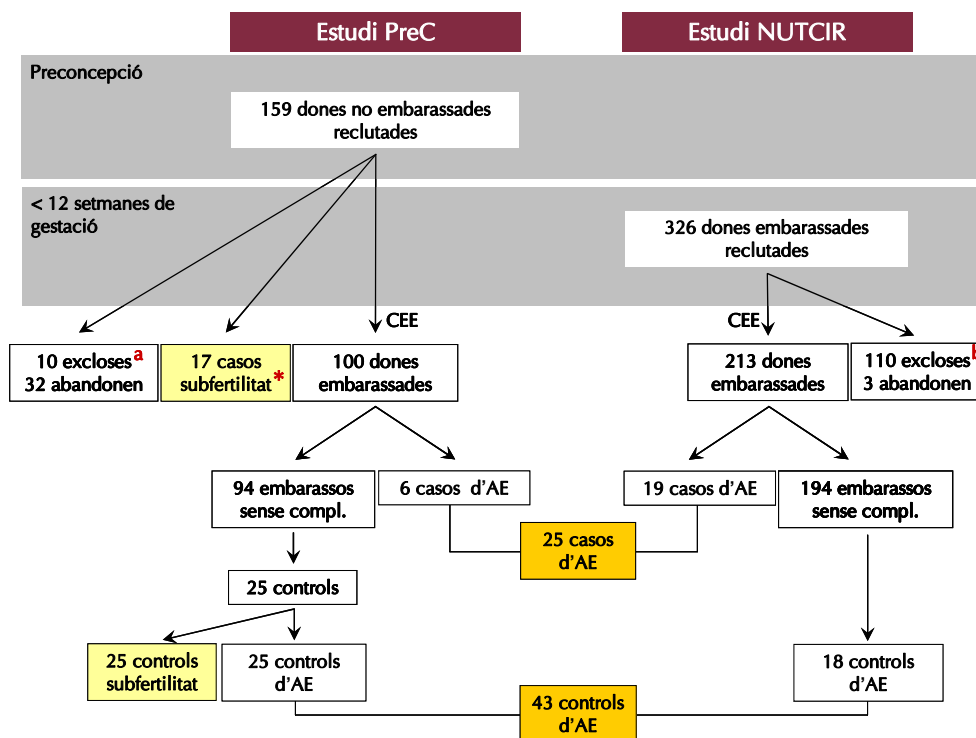 Estudi PreC
Estudi NUTCIR
Preconcepció
159 dones no embarassades
reclutades
< 12 setmanes de
gestació
326 dones embarassades
reclutades
CEE
CEE
10 excloses a
32 abandonen
17 casos
subfertilitat *
100 dones
embarassades
213 dones
embarassades
110 excloses b
3 abandonen
94 embarassos
sense compl.
6 casos d'AE
19 casos d'AE
194 embarassos
sense compl.
25 casos
d'AE
25 controls
25 controls
subfertilitat
25 controls
d'AE
18 controls
d'AE
43 controls
d'AE